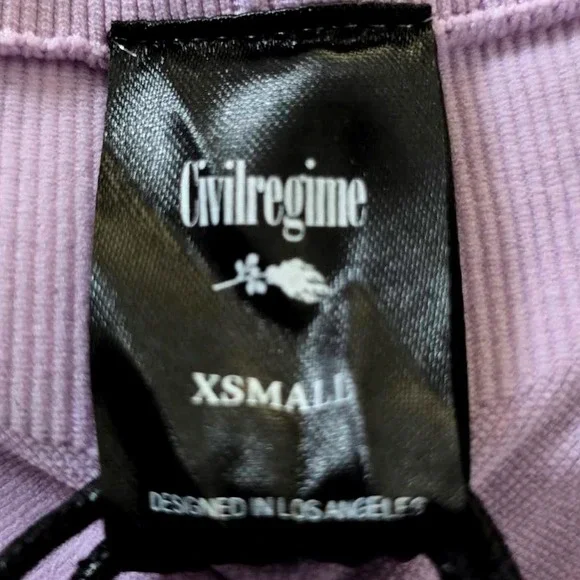 Civilregime
XSMALL
DESIGNED IN LOS ANGELES